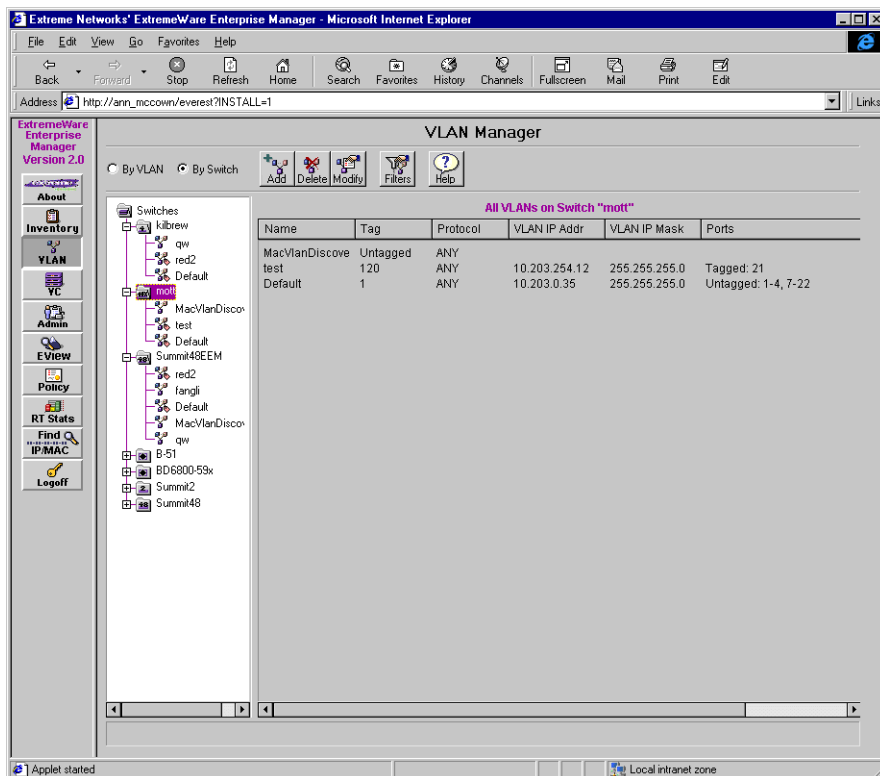 Extreme Networks' ExtremeWare Enterprise Manager - Microsoft Internet Explorer
File Edit View Go Favorites Help
Back Forward Stop Refresh Home Search Favorites History Channels Fullscreen Mail Print Edit
Address http://ann_mccown/everest?INSTALL=1 Links
ExtremeWare
Enterprise
Manager
Version 2.0
About
Inventory
VLAN
VC
Admin
EView
Policy
RT Stats
Find
IP/MAC
Logoff
VLAN Manager
By VLAN By Switch
Add Delete Modify Filters Help
Switches
kilbrew
qw
red2
Default
mott
MacVlanDiscov
test
Default
Summit48EEM
red2
fangli
Default
MacVlanDiscov
qw
B-51
BD6800-59x
Summit2
Summit48
All VLANs on Switch "mott"
Name Tag Protocol VLAN IP Addr VLAN IP Mask Ports
MacVlanDiscove Untagged ANY
test 120 ANY 10.203.254.12 255.255.255.0 Tagged: 21
Default 1 ANY 10.203.0.35 255.255.255.0 Untagged: 1-4, 7-22
Applet started
Local intranet zone